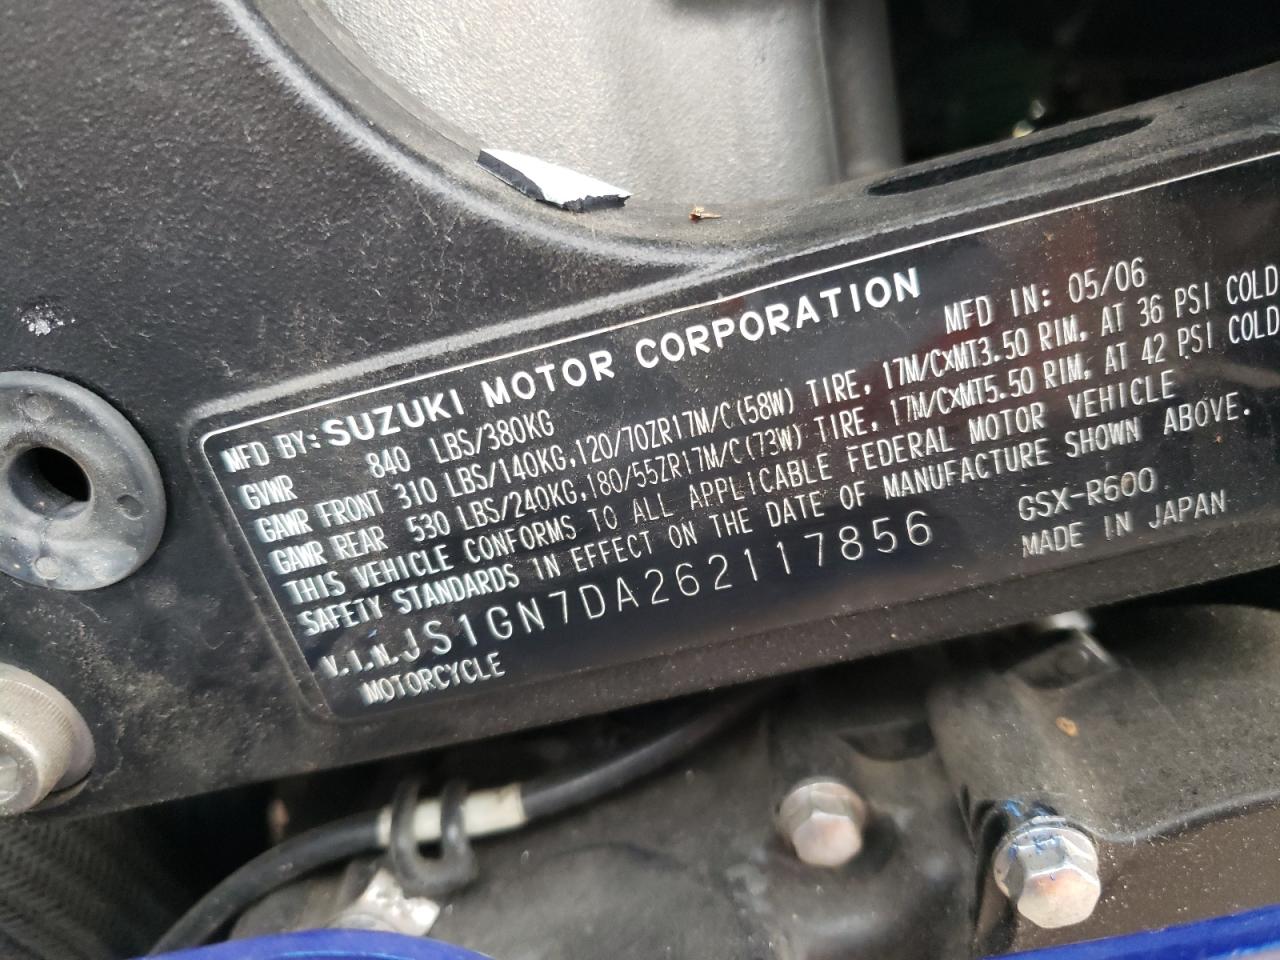 MFD BY: SUZUKI MOTOR CORPORATION MFD IN: 05/06
GVWR 840 LBS/380KG
GAWR FRONT 310 LBS/140KG, 120/70ZR17M/C(58W) TIRE, 17M/CxMT3.50 RIM, AT 36 PSI COLD
GAWR REAR 530 LBS/240KG, 180/55ZR17M/C(73W) TIRE, 17M/CxMT5.50 RIM, AT 42 PSI COLD
THIS VEHICLE CONFORMS TO ALL APPLICABLE FEDERAL MOTOR VEHICLE
SAFETY STANDARDS IN EFFECT ON THE DATE OF MANUFACTURE SHOWN ABOVE.
V.I.N. JS1GN7DA262117856 GSX-R600
MOTORCYCLE MADE IN JAPAN